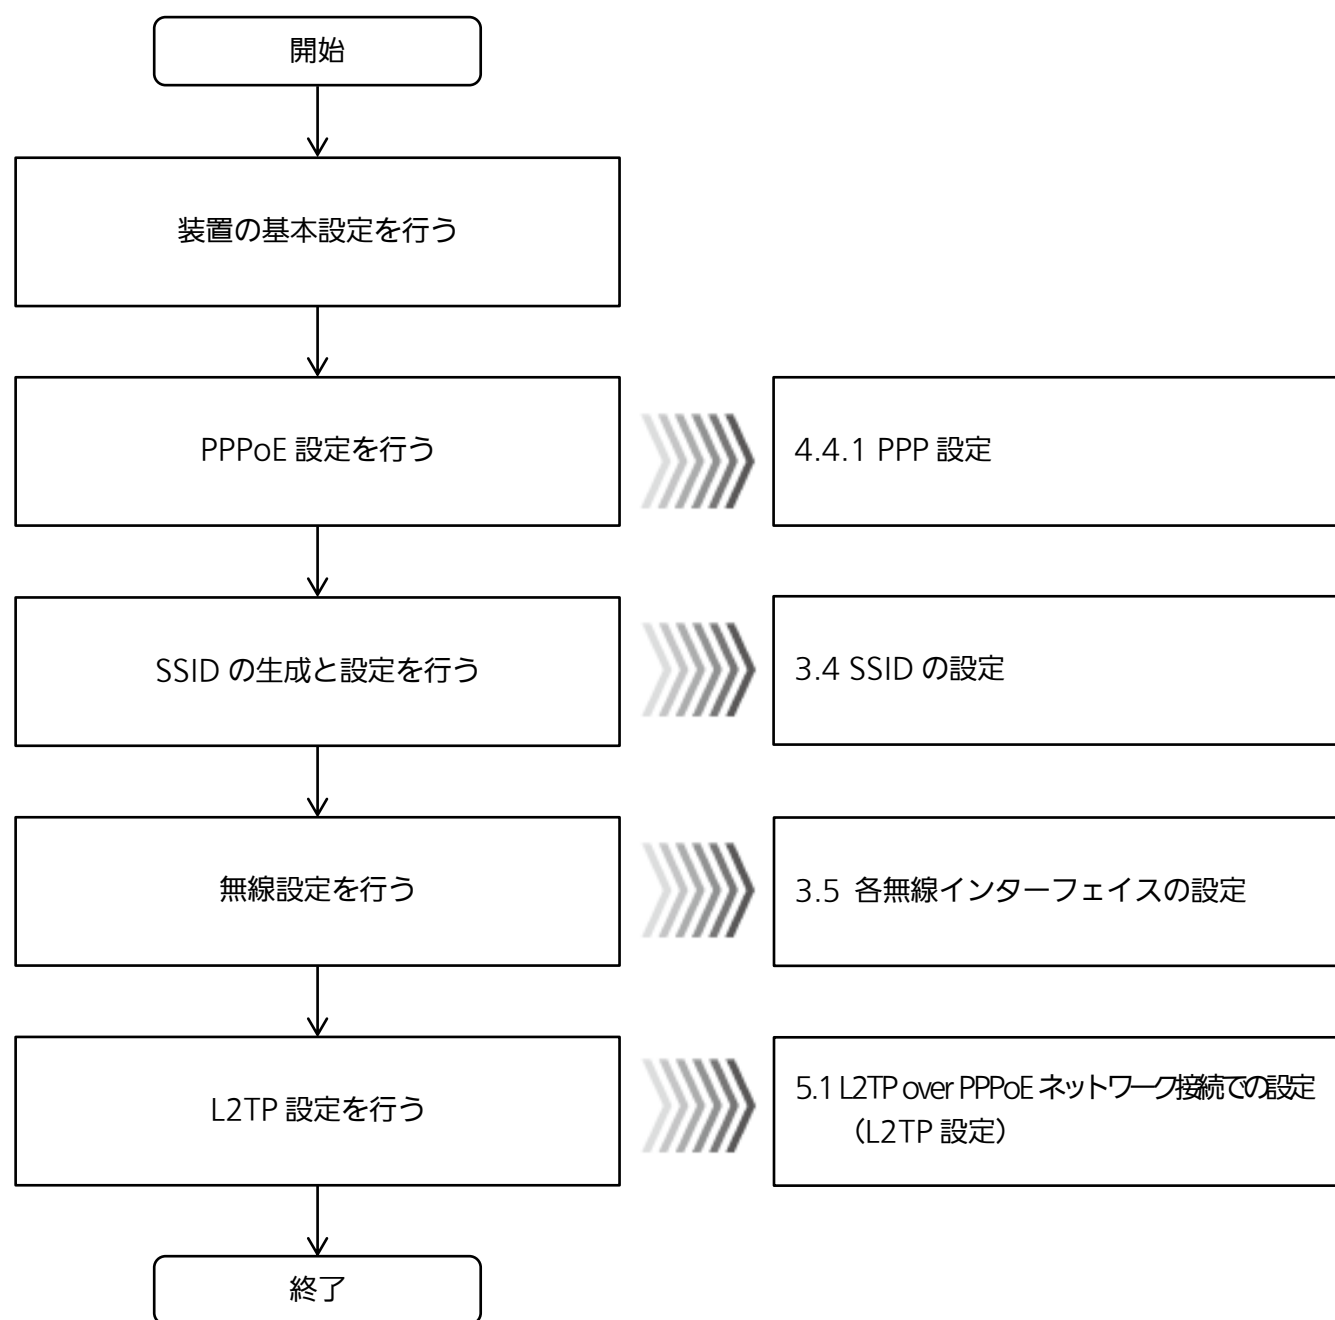 開始
装置の基本設定を行う
PPPoE 設定を行う
4.4.1 PPP 設定
SSID の生成と設定を行う
3.4 SSID の設定
無線設定を行う
3.5 各無線インターフェイスの設定
L2TP 設定を行う
5.1 L2TP over PPPoE ネットワーク接続での設定
（L2TP 設定）
終了